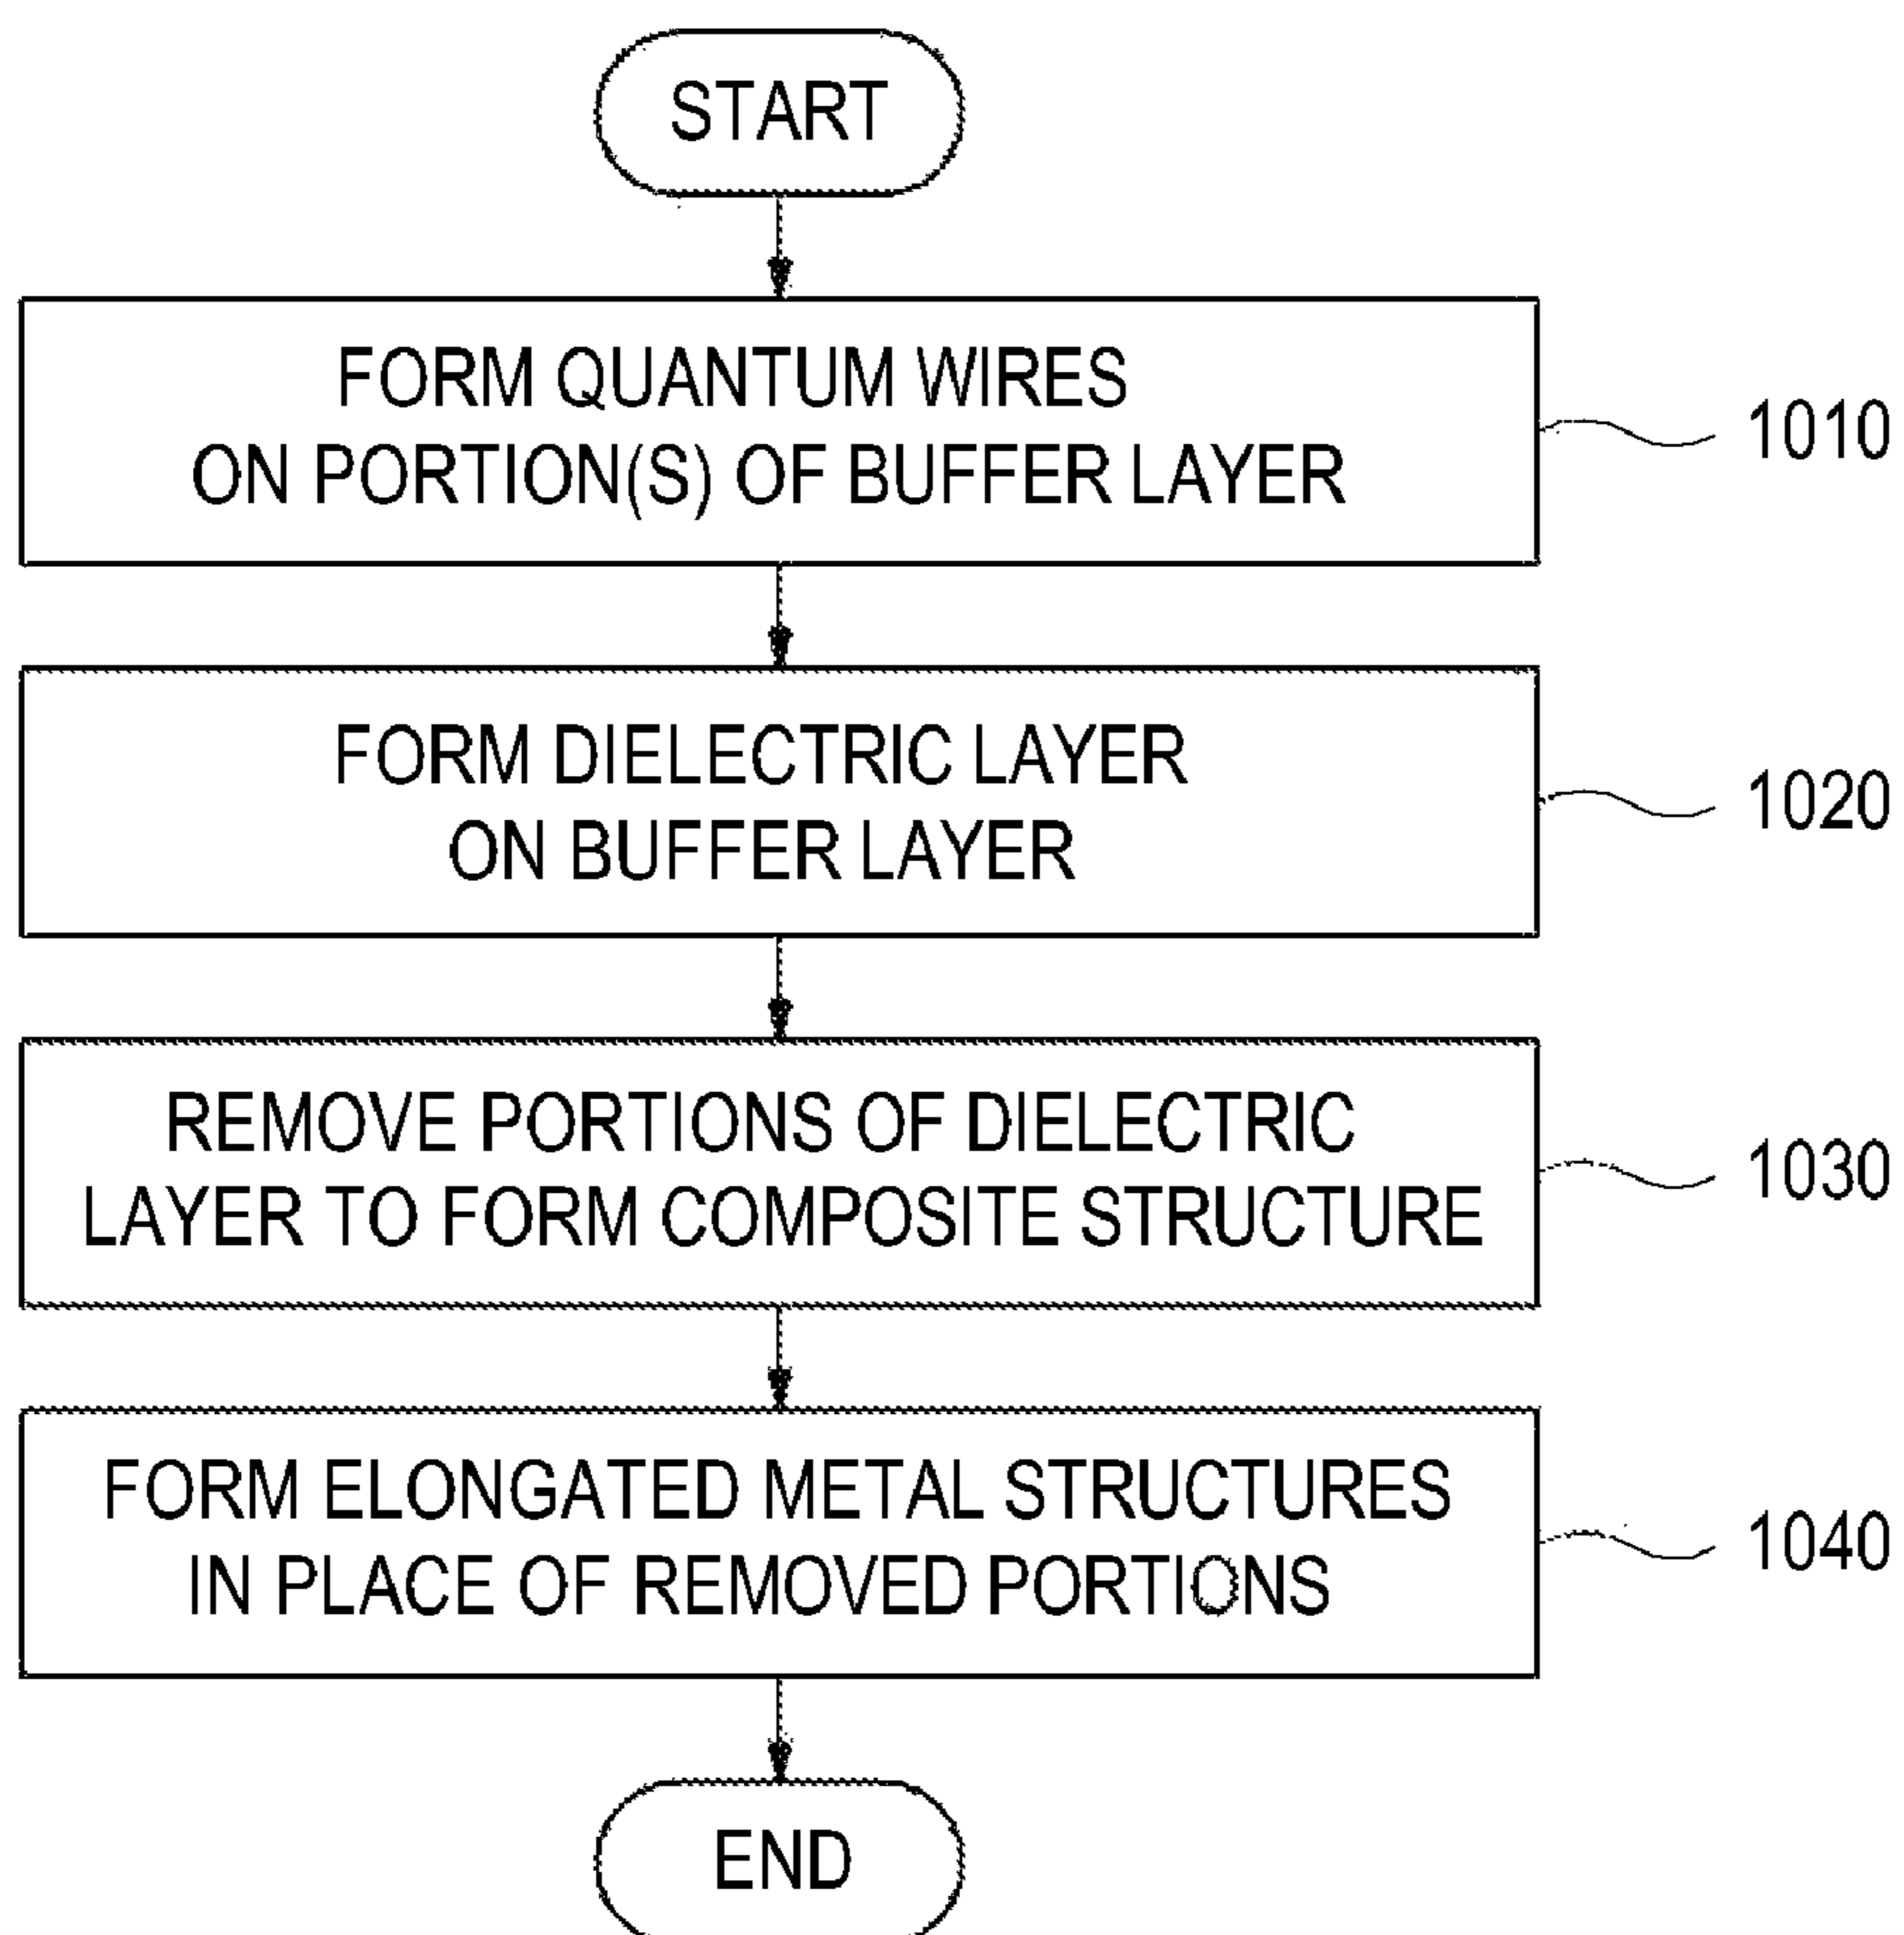 START
FORM QUANTUM WIRES
ON PORTION(S) OF BUFFER LAYER
1010
FORM DIELECTRIC LAYER
ON BUFFER LAYER
1020
REMOVE PORTIONS OF DIELECTRIC
LAYER TO FORM COMPOSITE STRUCTURE
1030
FORM ELONGATED METAL STRUCTURES
IN PLACE OF REMOVED PORTIONS
1040
END